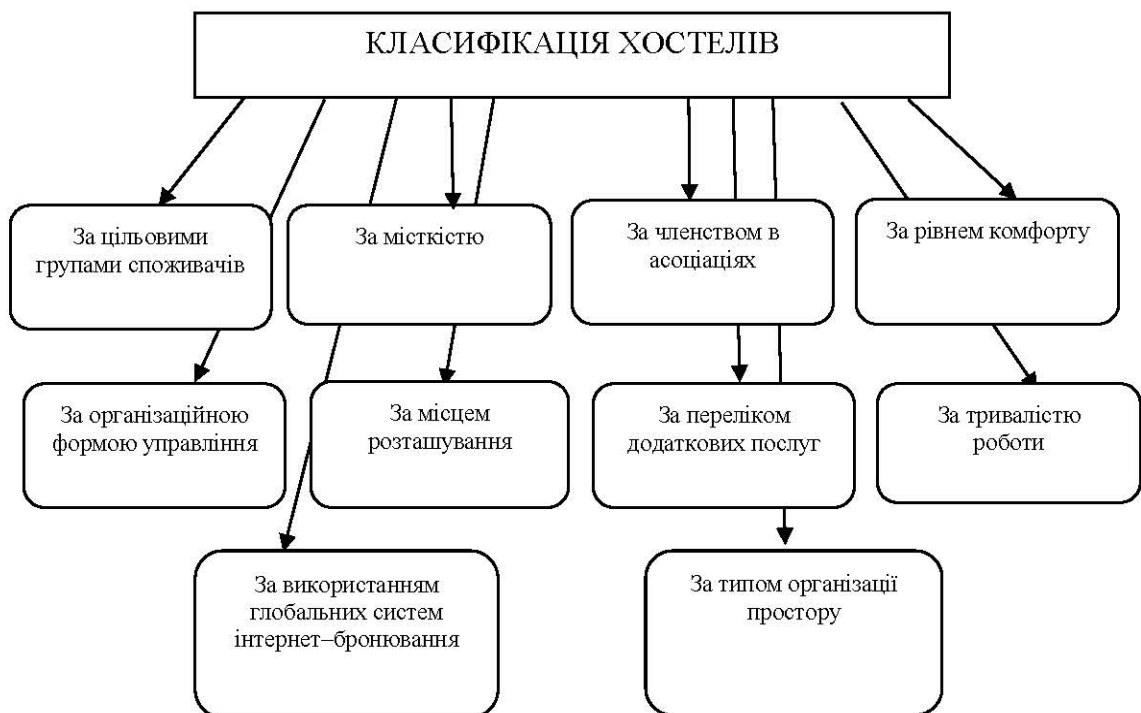 КЛАСИФІКАЦІЯ ХОСТЕЛІВ
За цільовими
групами споживачів
За місткістю
За членством в
асоціаціях
За рівнем комфорту
За організаційною
формою управління
За місцем
розташування
За переліком
додаткових послуг
За тривалістю
роботи
За використанням
глобальних систем
інтернет–бронювання
За типом організації
простору